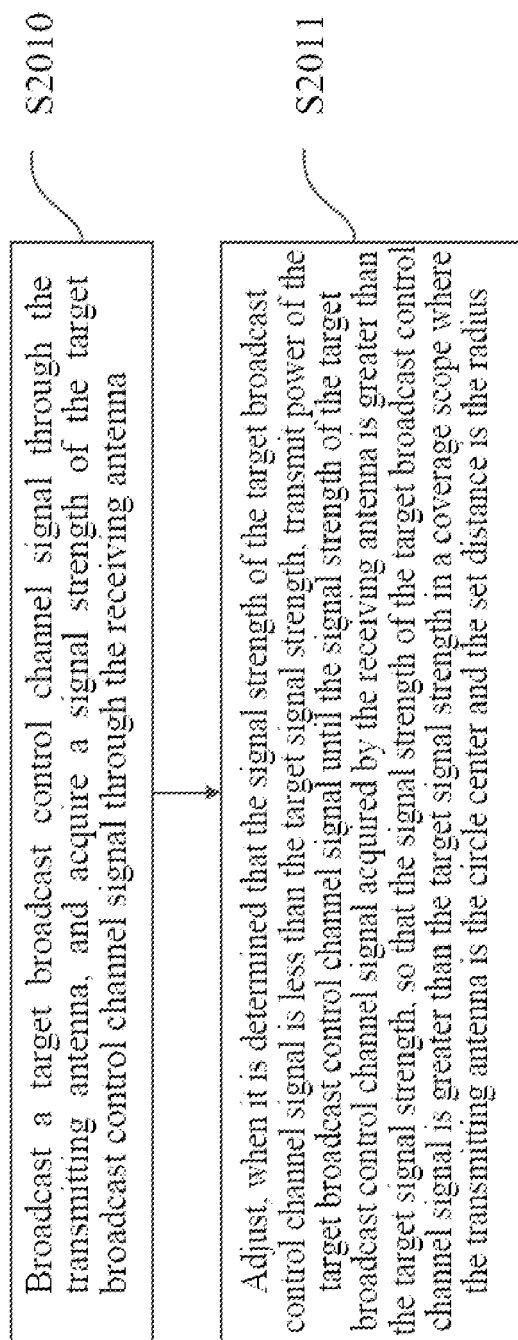 Broadcast a target broadcast control channel signal through the
transmitting antenna, and acquire a signal strength of the target
broadcast control channel signal through the receiving antenna
S2010
Adjust, when it is determined that the signal strength of the target broadcast
control channel signal is less than the target signal strength, transmit power of the
target broadcast control channel signal until the signal strength of the target
broadcast control channel signal acquired by the receiving antenna is greater than
the target signal strength, so that the signal strength of the target broadcast control
channel signal is greater than the target signal strength in a coverage scope where
the transmitting antenna is the circle center and the set distance is the radius
S2011